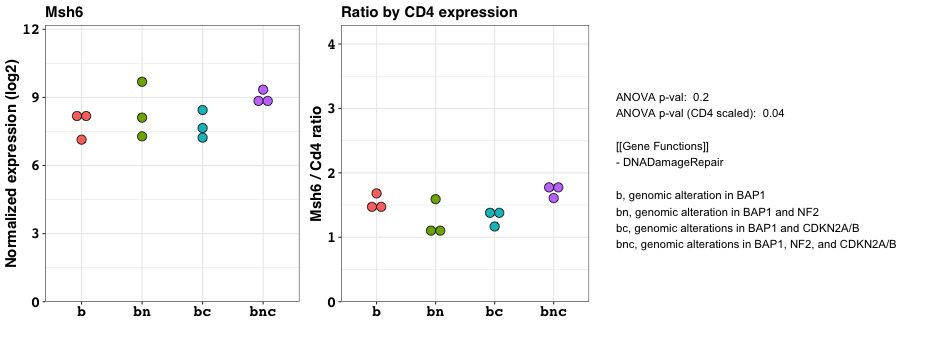 Msh6
Normalized expression (log2)
12
9
6
3
0
b bn bc bnc
Ratio by CD4 expression
Msh6 / Cd4 ratio
4
3
2
1
0
b bn bc bnc
ANOVA p-val: 0.2
ANOVA p-val (CD4 scaled): 0.04
[[Gene Functions]]
- DNADamageRepair
b, genomic alteration in BAP1
bn, genomic alteration in BAP1 and NF2
bc, genomic alterations in BAP1 and CDKN2A/B
bnc, genomic alterations in BAP1, NF2, and CDKN2A/B